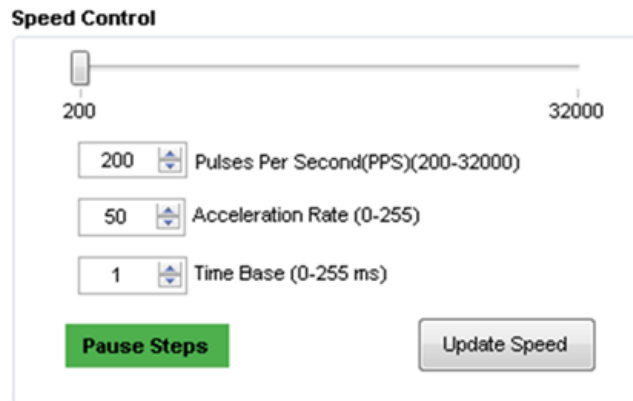 Speed Control
200 32000
200 Pulses Per Second(PPS)(200-32000)
50 Acceleration Rate (0-255)
1 Time Base (0-255 ms)
Pause Steps Update Speed